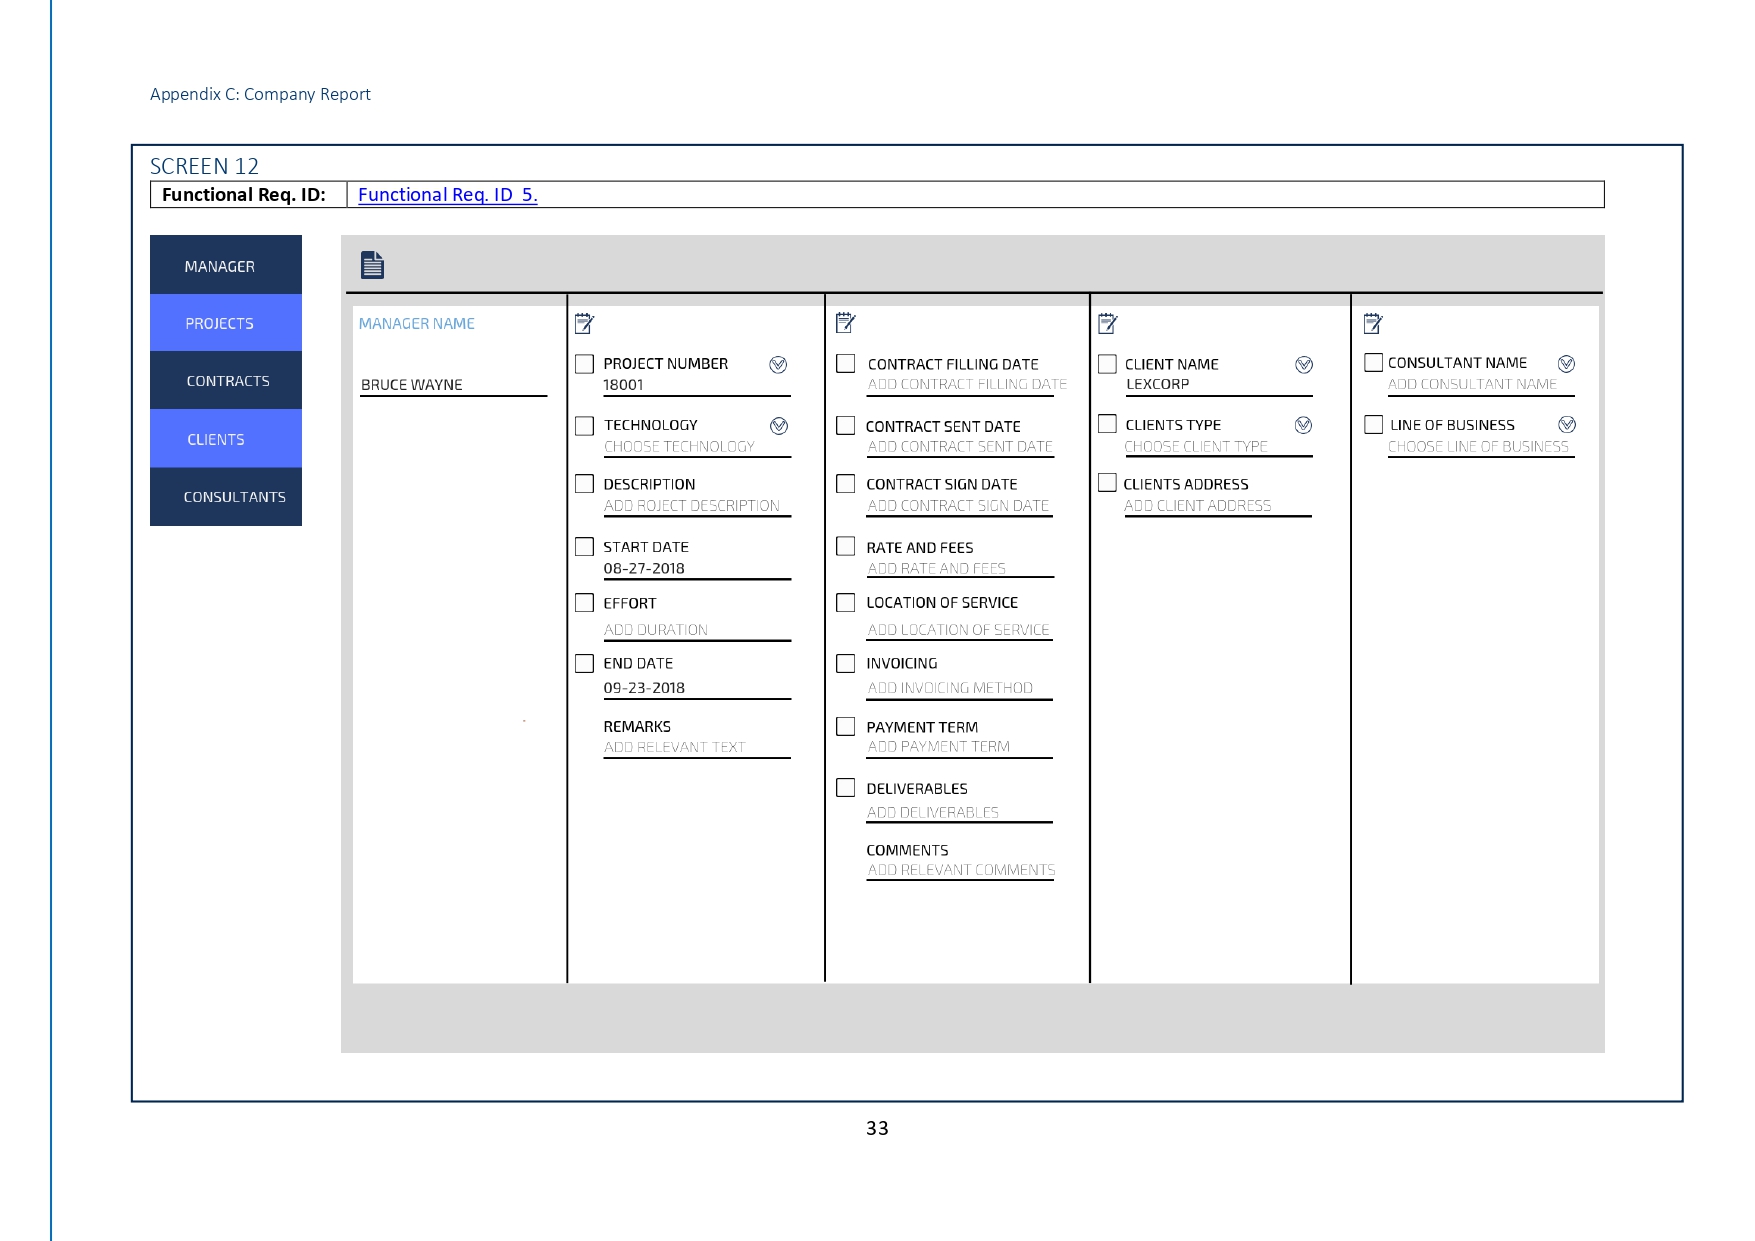 Appendix C: Company Report
SCREEN 12
Functional Req. ID: Functional Req. ID 5.
MANAGER
PROJECTS
CONTRACTS
CLIENTS
CONSULTANTS
MANAGER NAME
BRUCE WAYNE
PROJECT NUMBER
18001
TECHNOLOGY
CHOOSE TECHNOLOGY
DESCRIPTION
ADD ROJECT DESCRIPTION
START DATE
08-27-2018
EFFORT
ADD DURATION
END DATE
09-23-2018
REMARKS
ADD RELEVANT TEXT
CONTRACT FILLING DATE
ADD CONTRACT FILLING DATE
CONTRACT SENT DATE
ADD CONTRACT SENT DATE
CONTRACT SIGN DATE
ADD CONTRACT SIGN DATE
RATE AND FEES
ADD RATE AND FEES
LOCATION OF SERVICE
ADD LOCATION OF SERVICE
INVOICING
ADD INVOICING METHOD
PAYMENT TERM
ADD PAYMENT TERM
DELIVERABLES
ADD DELIVERABLES
COMMENTS
ADD RELEVANT COMMENTS
CLIENT NAME
LEXCORP
CLIENTS TYPE
CHOOSE CLIENT TYPE
CLIENTS ADDRESS
ADD CLIENT ADDRESS
CONSULTANT NAME
ADD CONSULTANT NAME
LINE OF BUSINESS
CHOOSE LINE OF BUSINESS
33